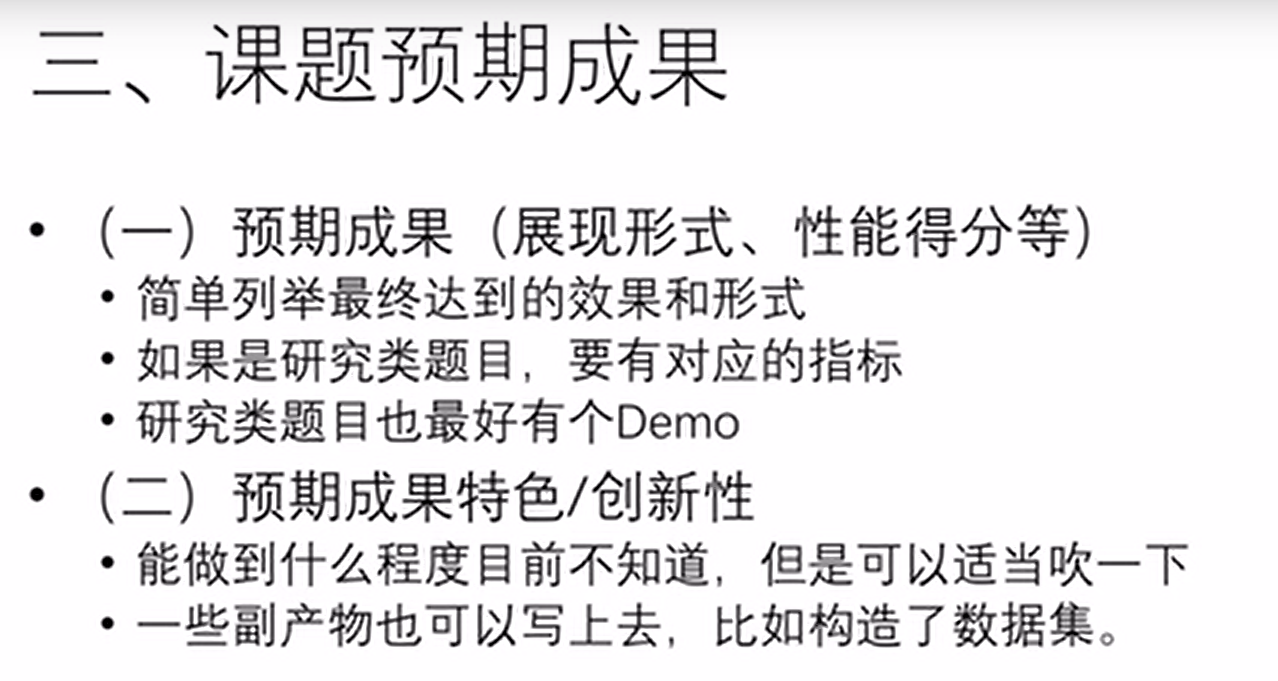 三、课题预期成果
• （一）预期成果（展现形式、性能得分等）
• 简单列举最终达到的效果和形式
• 如果是研究类题目，要有对应的指标
• 研究类题目也最好有个Demo
• （二）预期成果特色/创新性
• 能做到什么程度目前不知道，但是可以适当吹一下
• 一些副产物也可以写上去，比如构造了数据集。